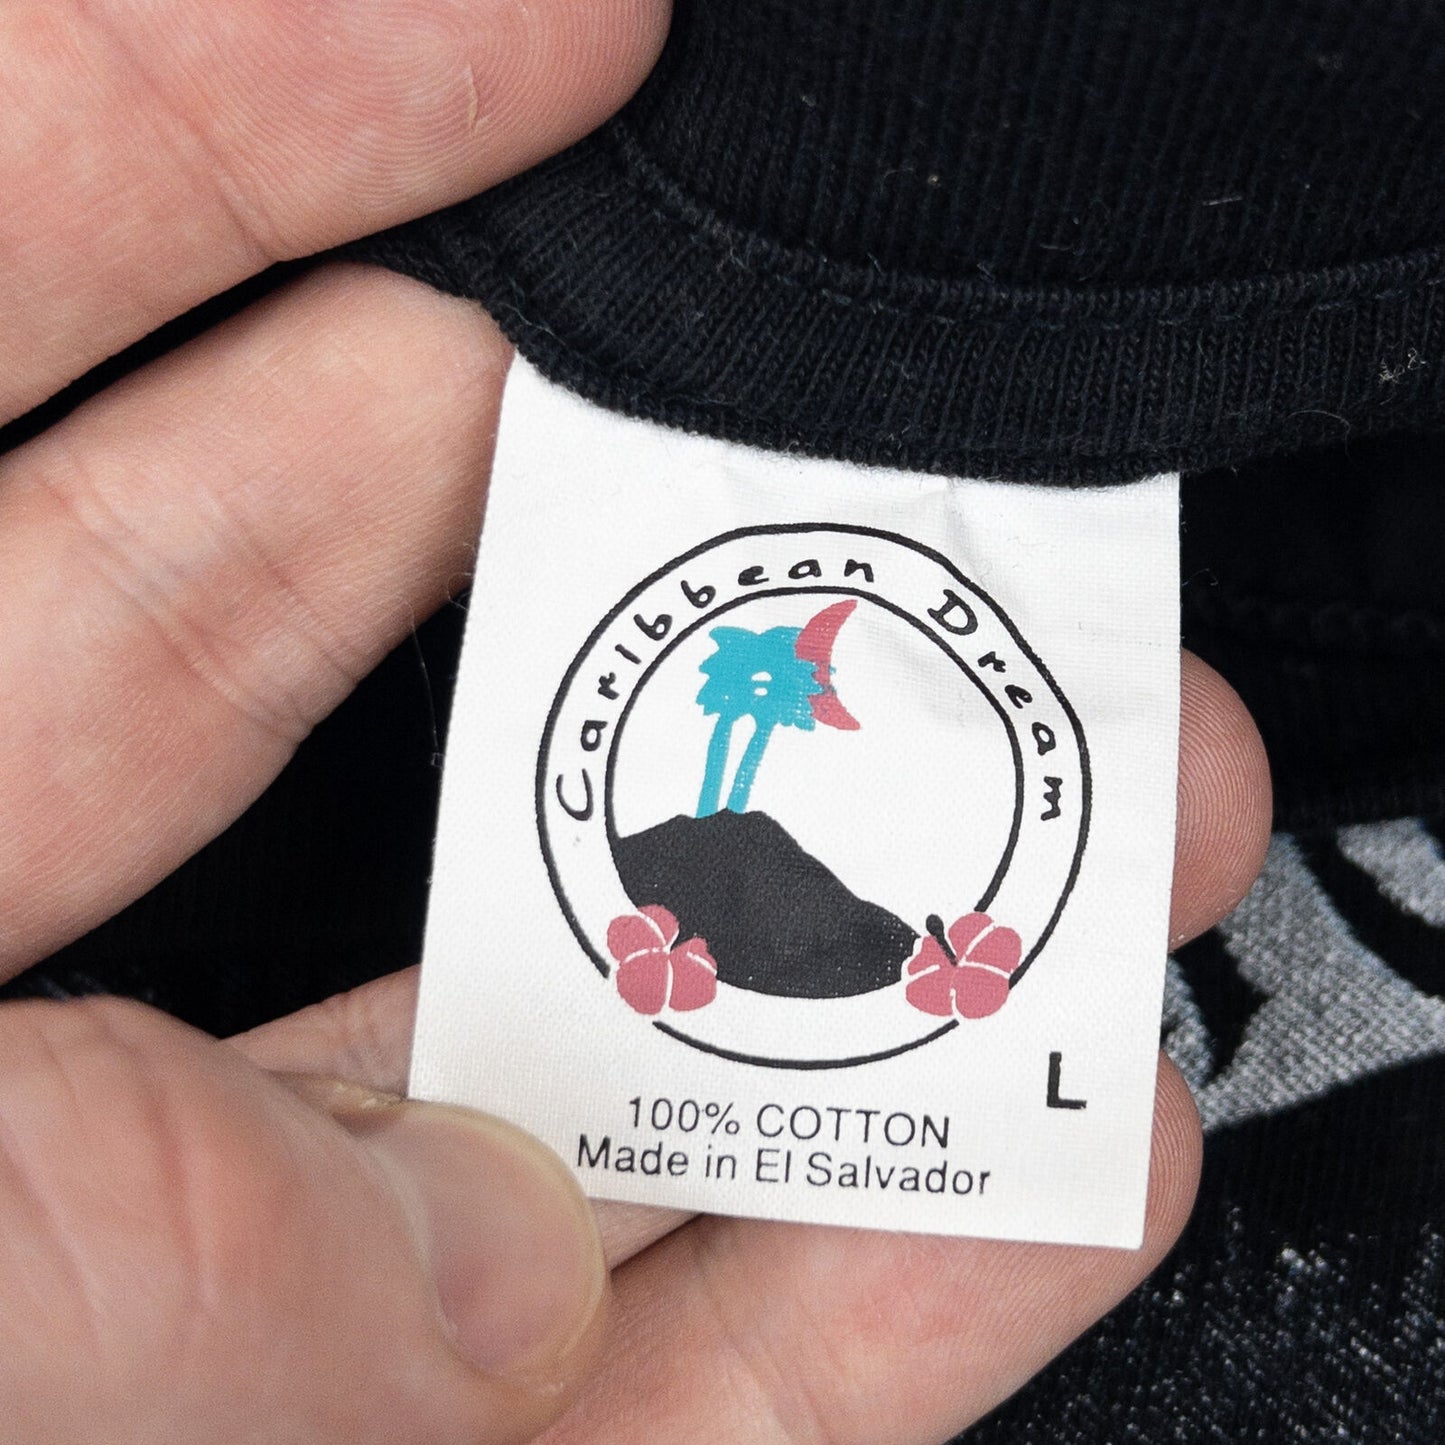 Caribbean Dream
L
100% COTTON
Made in El Salvador